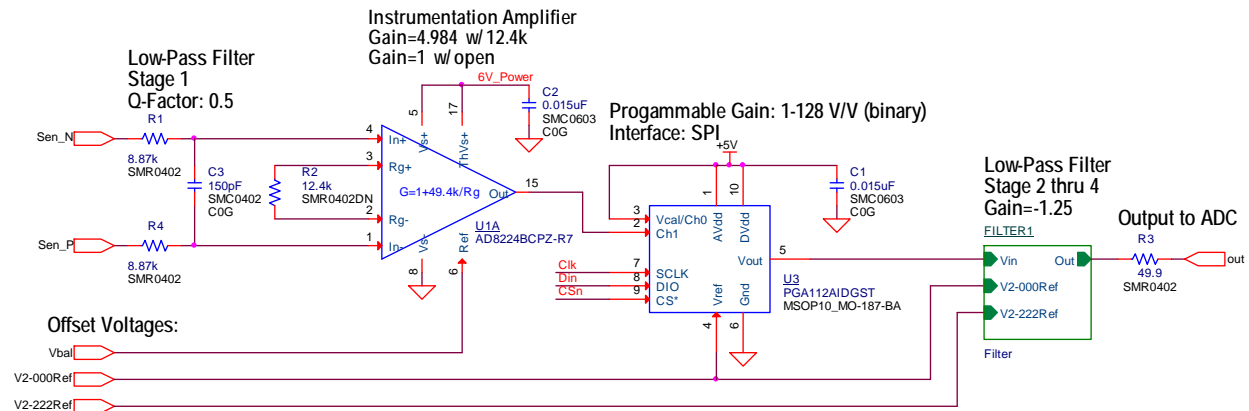 Instrumentation Amplifier
Gain=4.984 w/ 12.4k
Gain=1 w/ open
Low-Pass Filter
Stage 1
Q-Factor: 0.5
6V_Power
C2
0.015uF
SMC0603
C0G
Progammable Gain: 1-128 V/V (binary)
Interface: SPI
+5V
R1
Sen_N
8.87k
SMR0402
C3
150pF
SMC0402
C0G
R2
12.4k
SMR0402DN
4
In+
3
Rg+
2
Rg-
1
In-
5
Vs+
17
ThVs+
G=1+49.4k/Rg
Out
15
Vs-
8
Ref
6
U1A
AD8224BCPZ-R7
Sen_P
R4
8.87k
SMR0402
C1
0.015uF
SMC0603
C0G
1
AVdd
10
DVdd
3
Vcal/Ch0
2
Ch1
Clk
7
SCLK
Din
8
DIO
CSn
9
CS*
Vout
5
Vref
4
Gnd
6
U3
PGA112AIDGST
MSOP10_MO-187-BA
Low-Pass Filter
Stage 2 thru 4
Gain=-1.25
FILTER1
Vin
Out
V2-000Ref
V2-222Ref
Filter
Output to ADC
R3
49.9
SMR0402
out
Offset Voltages:
Vbal
V2-000Ref
V2-222Ref